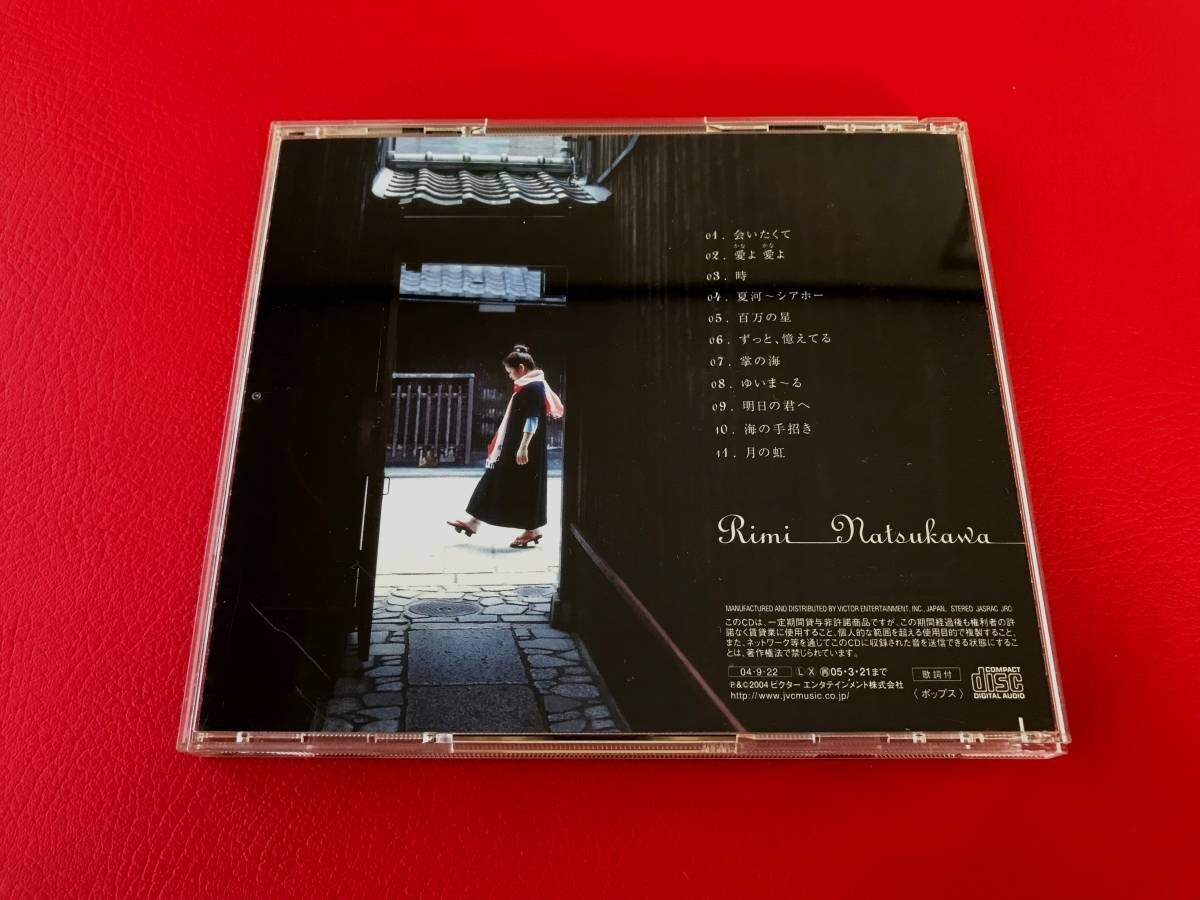 01. 会いたくて
かな かな
02. 愛よ 愛よ
03. 時
04. 夏河～シアホー
05. 百万の星
06. ずっと、憶えてる
07. 掌の海
08. ゆいま～る
09. 明日の君へ
10. 海の手招き
11. 月の虹
Rimi Natsukawa
MANUFACTURED AND DISTRIBUTED BY VICTOR ENTERTAINMENT, INC., JAPAN. STEREO JASRAC JRC
このCDは、一定期間貸与非許諾商品ですが、この期間経過後も権利者の許
諾なく賃貸業に使用すること、個人的な範囲を超える使用目的で複製すること、
また、ネットワーク等を通じてこのCDに収録された音を送信できる状態にするこ
とは、著作権法で禁じられています。
04・9・22 L X 再 05・3・21まで 歌詞付
COMPACT disc DIGITAL AUDIO
P.&©2004 ビクター エンタテインメント株式会社
http://www.jvcmusic.co.jp/ 〈ポップス〉